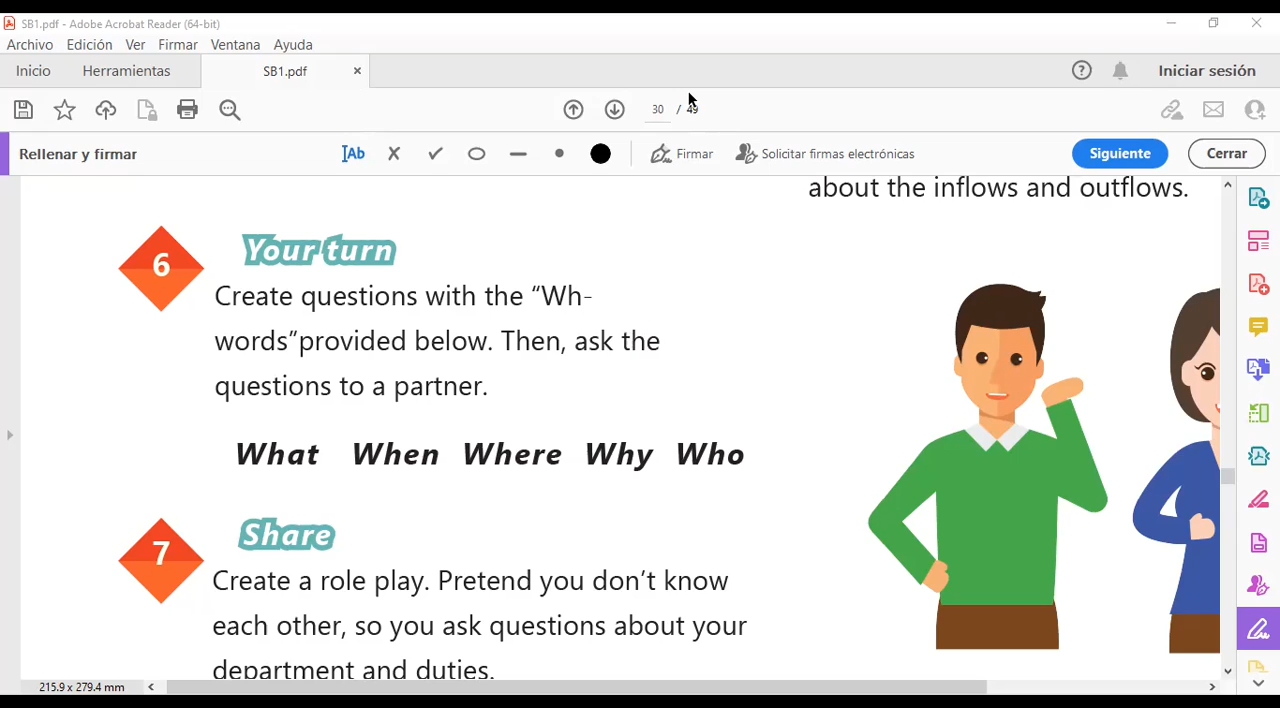 SB1.pdf - Adobe Acrobat Reader (64-bit)
Archivo Edición Ver Firmar Ventana Ayuda
Inicio Herramientas SB1.pdf × Iniciar sesión
30 / 49
Rellenar y firmar Ab Firmar Solicitar firmas electrónicas Siguiente Cerrar
about the inflows and outflows.
6 Your turn
Create questions with the “Wh-
words”provided below. Then, ask the
questions to a partner.
What When Where Why Who
7 Share
Create a role play. Pretend you don’t know
each other, so you ask questions about your
department and duties.
215.9 x 279.4 mm